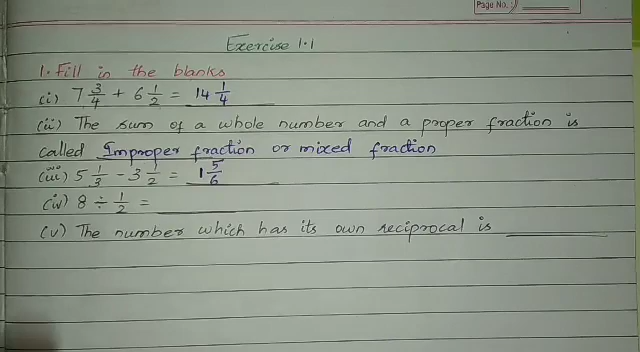 Page No. :
Exercise 1.1
1. Fill in the blanks
(i) 7 3/4 + 6 1/2 = 14 1/4
(ii) The sum of a whole number and a proper fraction is
called Improper fraction or mixed fraction
(iii) 5 1/3 - 3 1/2 = 1 5/6
(iv) 8 ÷ 1/2 = ________
(v) The number which has its own reciprocal is ________